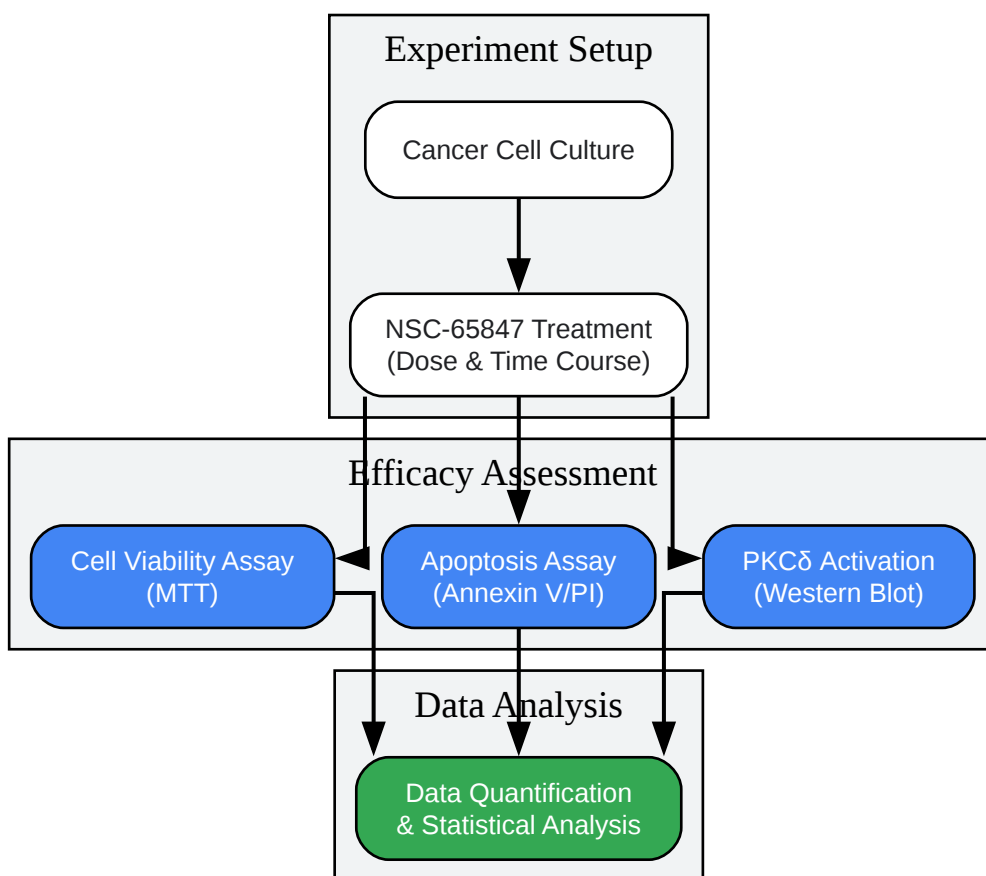 Experiment Setup
Cancer Cell Culture
NSC-65847 Treatment
(Dose & Time Course)
Efficacy Assessment
Cell Viability Assay
(MTT)
Apoptosis Assay
(Annexin V/PI)
PKCδ Activation
(Western Blot)
Data Analysis
Data Quantification
& Statistical Analysis